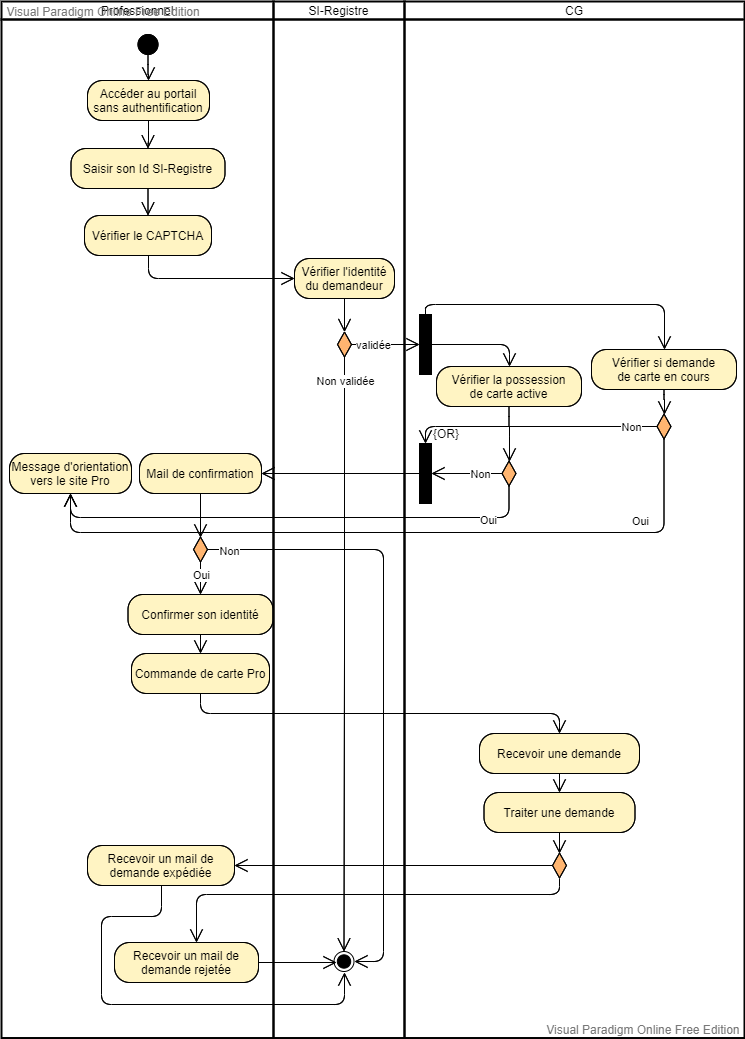 Visual Paradigm Online Free Edition
Professionnel
SI-Registre
CG
Accéder au portail
sans authentification
Saisir son Id SI-Registre
Vérifier le CAPTCHA
Vérifier l'identité
du demandeur
validée
Non validée
Vérifier la possession
de carte active
Vérifier si demande
de carte en cours
Non
{OR}
Message d'orientation
vers le site Pro
Mail de confirmation
Non
Oui
Oui
Non
Oui
Confirmer son identité
Commande de carte Pro
Recevoir une demande
Traiter une demande
Recevoir un mail de
demande expédiée
Recevoir un mail de
demande rejetée
Visual Paradigm Online Free Edition